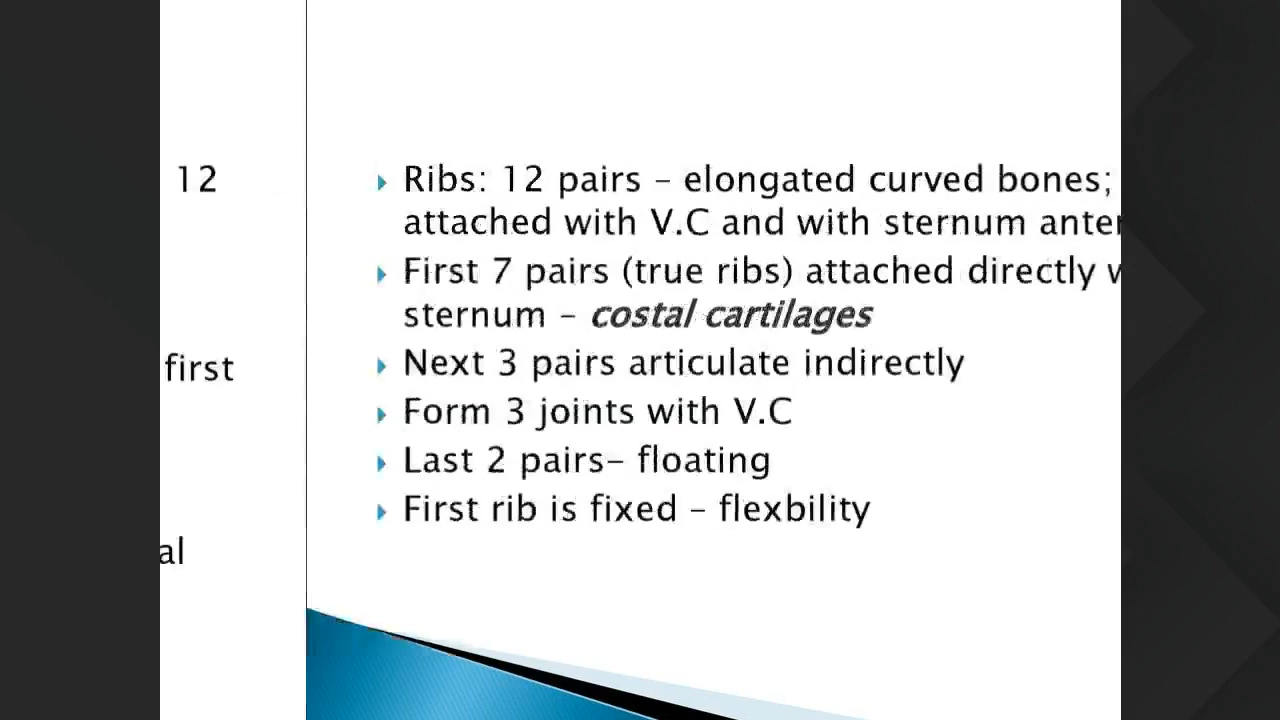 12
first
al
Ribs: 12 pairs – elongated curved bones;
attached with V.C and with sternum anter
First 7 pairs (true ribs) attached directly w
sternum – costal cartilages
Next 3 pairs articulate indirectly
Form 3 joints with V.C
Last 2 pairs– floating
First rib is fixed – flexbility